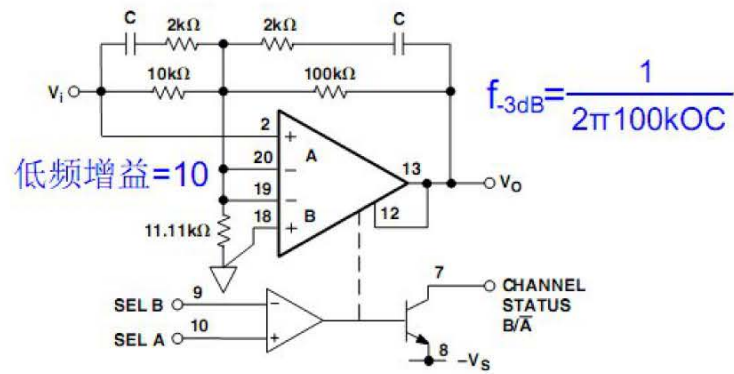 C 2kΩ 2kΩ C
10kΩ 100kΩ
Vi
f-3dB= 1
2π100kOC
2 + A
低频增益=10
20 −
13
VO
19 −
18 + B
12
11.11kΩ
7 CHANNEL
STATUS
B/A̅
SEL B 9 −
SEL A 10 +
8 −VS